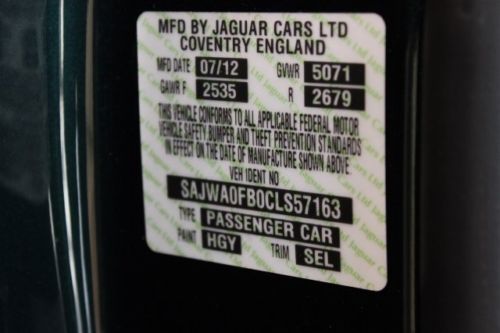 MFD BY JAGUAR CARS LTD
COVENTRY ENGLAND
MFD DATE 07/12 GVWR 5071
GAWR F 2535 R 2679
THIS VEHICLE CONFORMS TO ALL APPLICABLE FEDERAL MOTOR
VEHICLE SAFETY BUMPER AND THEFT PREVENTION STANDARDS
IN EFFECT ON THE DATE OF MANUFACTURE SHOWN ABOVE.
VEH IDENT NO
SAJWA0FB0CLS57163
TYPE PASSENGER CAR
PAINT HGY TRIM SEL